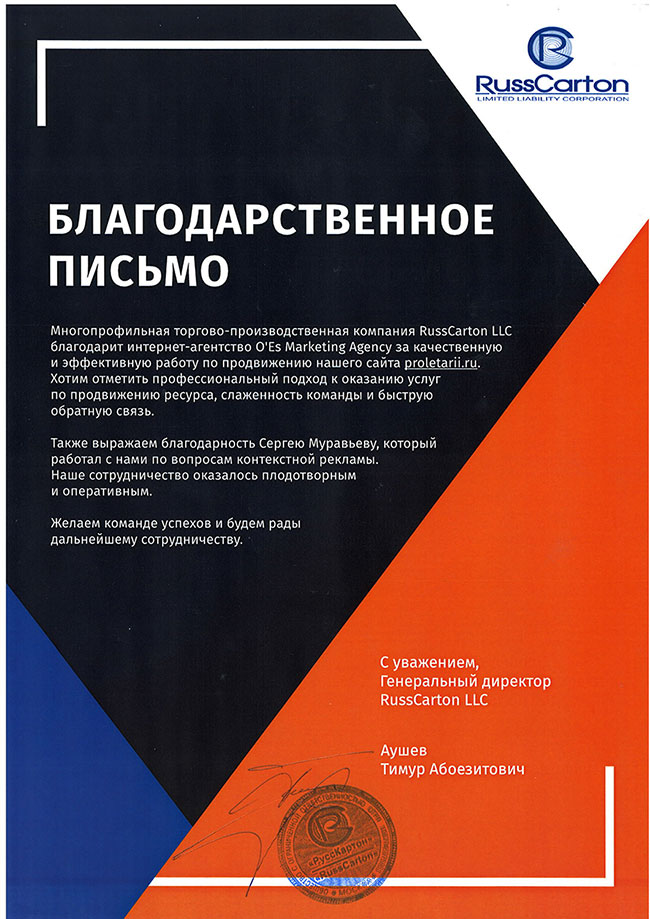 RussCarton
LIMITED LIABILITY CORPORATION
БЛАГОДАРСТВЕННОЕ
ПИСЬМО
Многопрофильная торгово-производственная компания RussCarton LLC
благодарит интернет-агентство O'Es Marketing Agency за качественную
и эффективную работу по продвижению нашего сайта proletarii.ru.
Хотим отметить профессиональный подход к оказанию услуг
по продвижению ресурса, слаженность команды и быструю
обратную связь.
Также выражаем благодарность Сергею Муравьеву, который
работал с нами по вопросам контекстной рекламы.
Наше сотрудничество оказалось плодотворным
и оперативным.
Желаем команде успехов и будем рады
дальнейшему сотрудничеству.
С уважением,
Генеральный директор
RussCarton LLC
Аушев
Тимур Абоезитович
«РуссКартон»
«RussCarton»